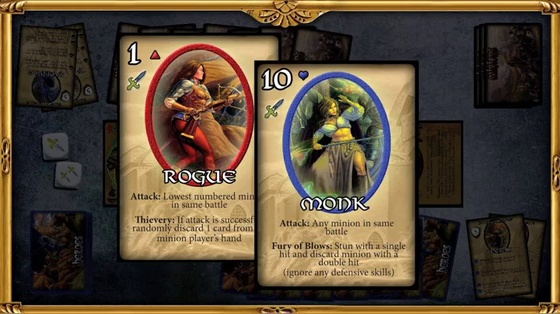 1
ROGUE
Attack: Lowest numbered min
in same battle
Thievery: If attack is successf
randomly discard 1 card from
minion player's hand
10
MONK
Attack: Any minion in same
battle
Fury of Blows: Stun with a single
hit and discard minion with a
double hit
(ignore any defensive skills)